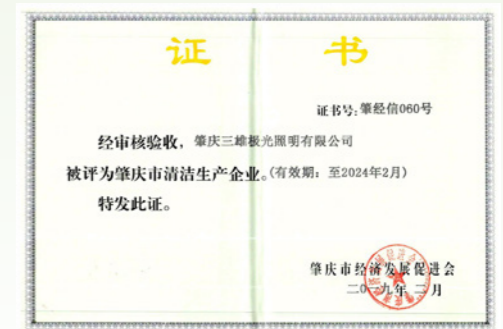 证 书
证书号：肇经信060号
经审核验收，肇庆三雄极光照明有限公司
被评为肇庆市清洁生产企业。(有效期：至2024年2月)
特发此证。
肇庆市经济发展促进会
二〇一九年二月